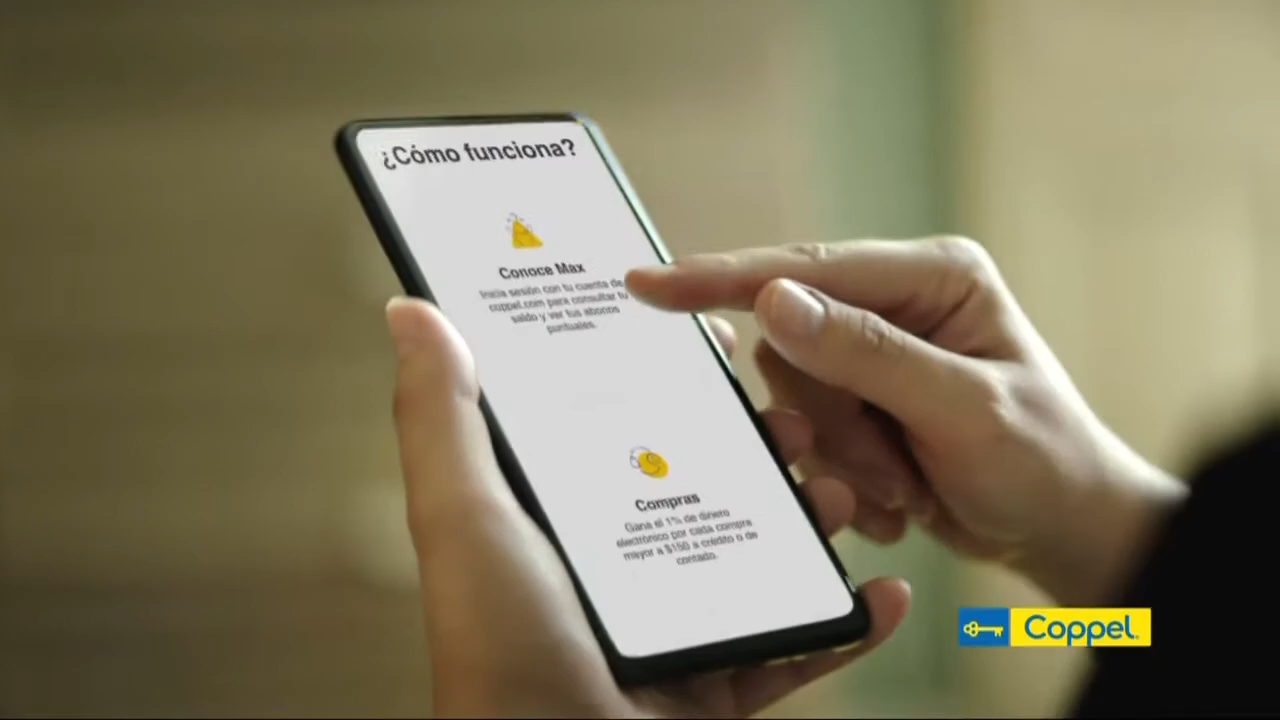 ¿Cómo funciona?
Conoce Max
Inicia sesión con tu cuenta de
coppel.com para consultar tu
saldo y ver tus abonos
puntuales.
Compras
Gana el 1% de dinero
electrónico por cada compra
mayor a $150 a crédito o de
contado.
Coppel